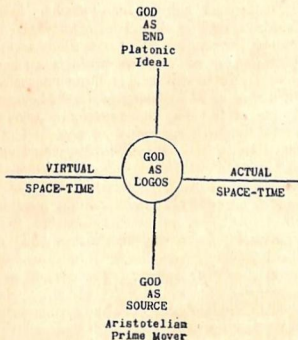 GOD
AS
END
Platonic
Ideal
VIRTUAL
SPACE-TIME
GOD
AS
LOGOS
ACTUAL
SPACE-TIME
GOD
AS
SOURCE
Aristotelian
Prime Mover